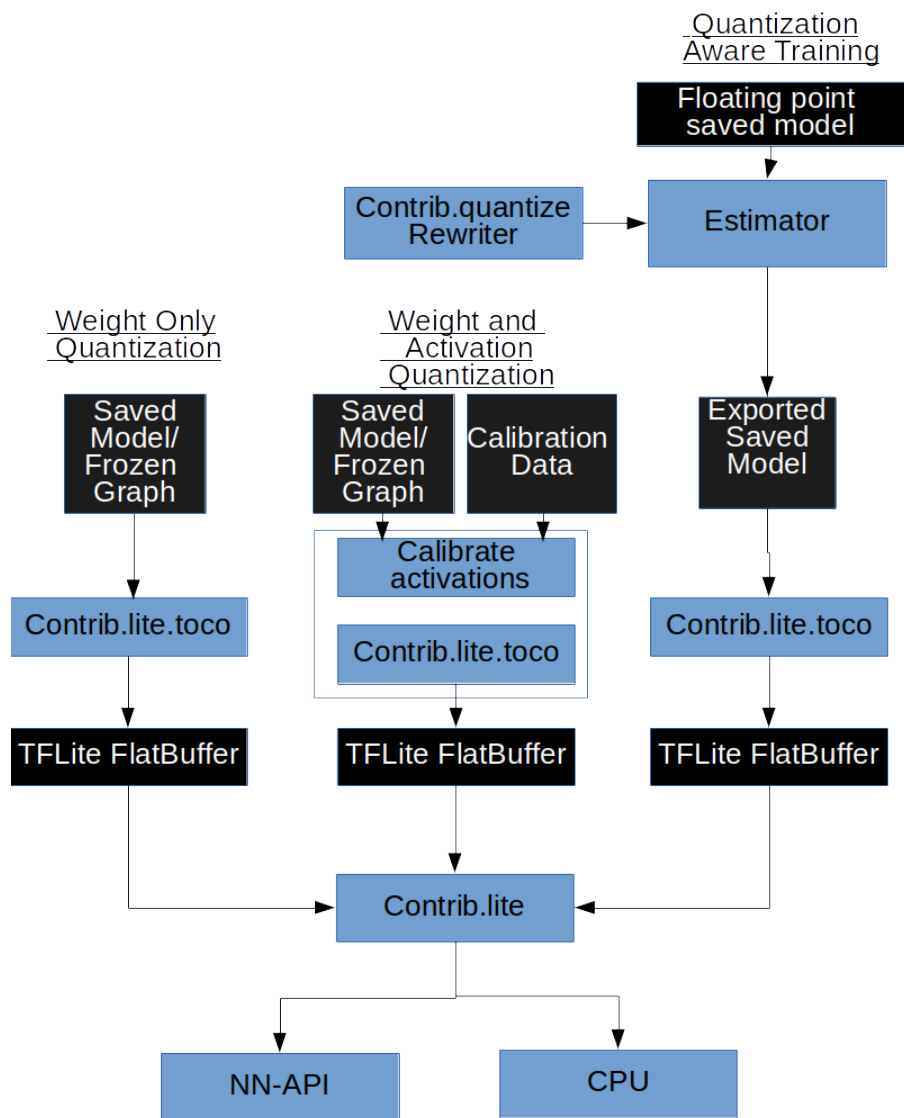 Quantization
Aware Training
Floating point
saved model
Contrib.quantize
Rewriter
Estimator
Weight Only
Quantization
Weight and
Activation
Quantization
Saved
Model/
Frozen
Graph
Saved
Model/
Frozen
Graph
Calibration
Data
Exported
Saved
Model
Calibrate
activations
Contrib.lite.toco
Contrib.lite.toco
Contrib.lite.toco
TFLite FlatBuffer
TFLite FlatBuffer
TFLite FlatBuffer
Contrib.lite
NN-API
CPU